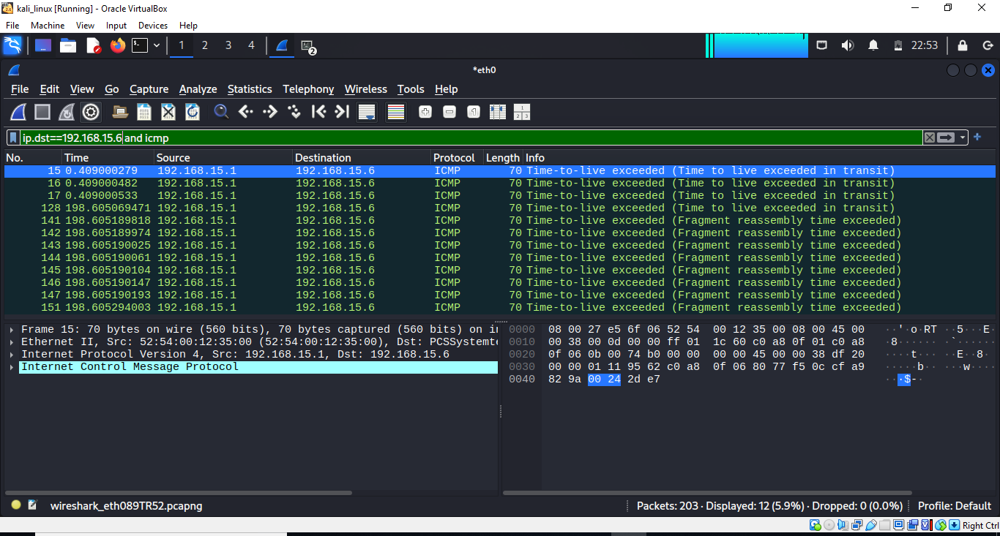 kali_linux [Running] - Oracle VirtualBox
File Machine View Input Devices Help
1 2 3 4 2 22:53
*eth0
File Edit View Go Capture Analyze Statistics Telephony Wireless Tools Help
ip.dst==192.168.15.6 and icmp
No. Time Source Destination Protocol Length Info
15 0.409000279 192.168.15.1 192.168.15.6 ICMP 70 Time-to-live exceeded (Time to live exceeded in transit)
16 0.409000482 192.168.15.1 192.168.15.6 ICMP 70 Time-to-live exceeded (Time to live exceeded in transit)
17 0.409000533 192.168.15.1 192.168.15.6 ICMP 70 Time-to-live exceeded (Time to live exceeded in transit)
128 198.605069471 192.168.15.1 192.168.15.6 ICMP 70 Time-to-live exceeded (Time to live exceeded in transit)
141 198.605189818 192.168.15.1 192.168.15.6 ICMP 70 Time-to-live exceeded (Fragment reassembly time exceeded)
142 198.605189974 192.168.15.1 192.168.15.6 ICMP 70 Time-to-live exceeded (Fragment reassembly time exceeded)
143 198.605190025 192.168.15.1 192.168.15.6 ICMP 70 Time-to-live exceeded (Fragment reassembly time exceeded)
144 198.605190061 192.168.15.1 192.168.15.6 ICMP 70 Time-to-live exceeded (Fragment reassembly time exceeded)
145 198.605190104 192.168.15.1 192.168.15.6 ICMP 70 Time-to-live exceeded (Fragment reassembly time exceeded)
146 198.605190147 192.168.15.1 192.168.15.6 ICMP 70 Time-to-live exceeded (Fragment reassembly time exceeded)
147 198.605190193 192.168.15.1 192.168.15.6 ICMP 70 Time-to-live exceeded (Fragment reassembly time exceeded)
151 198.605294003 192.168.15.1 192.168.15.6 ICMP 70 Time-to-live exceeded (Fragment reassembly time exceeded)
Frame 15: 70 bytes on wire (560 bits), 70 bytes captured (560 bits) on in
Ethernet II, Src: 52:54:00:12:35:00 (52:54:00:12:35:00), Dst: PCSSystemte
Internet Protocol Version 4, Src: 192.168.15.1, Dst: 192.168.15.6
Internet Control Message Protocol
0000 08 00 27 e5 6f 06 52 54 00 12 35 00 08 00 45 00 ··'·o·RT ··5···E·
0010 00 38 00 0d 00 00 ff 01 1c 60 c0 a8 0f 01 c0 a8 ·8······ ·`······
0020 0f 06 0b 00 74 b0 00 00 00 00 45 00 00 38 df 20 ····t··· ··E··8· 
0030 00 00 01 11 95 62 c0 a8 0f 06 80 77 f5 0c cf a9 ·····b·· ···w····
0040 82 9a 00 24 2d e7 ···$-·
wireshark_eth089TR52.pcapng Packets: 203 · Displayed: 12 (5.9%) · Dropped: 0 (0.0%) Profile: Default
Right Ctrl